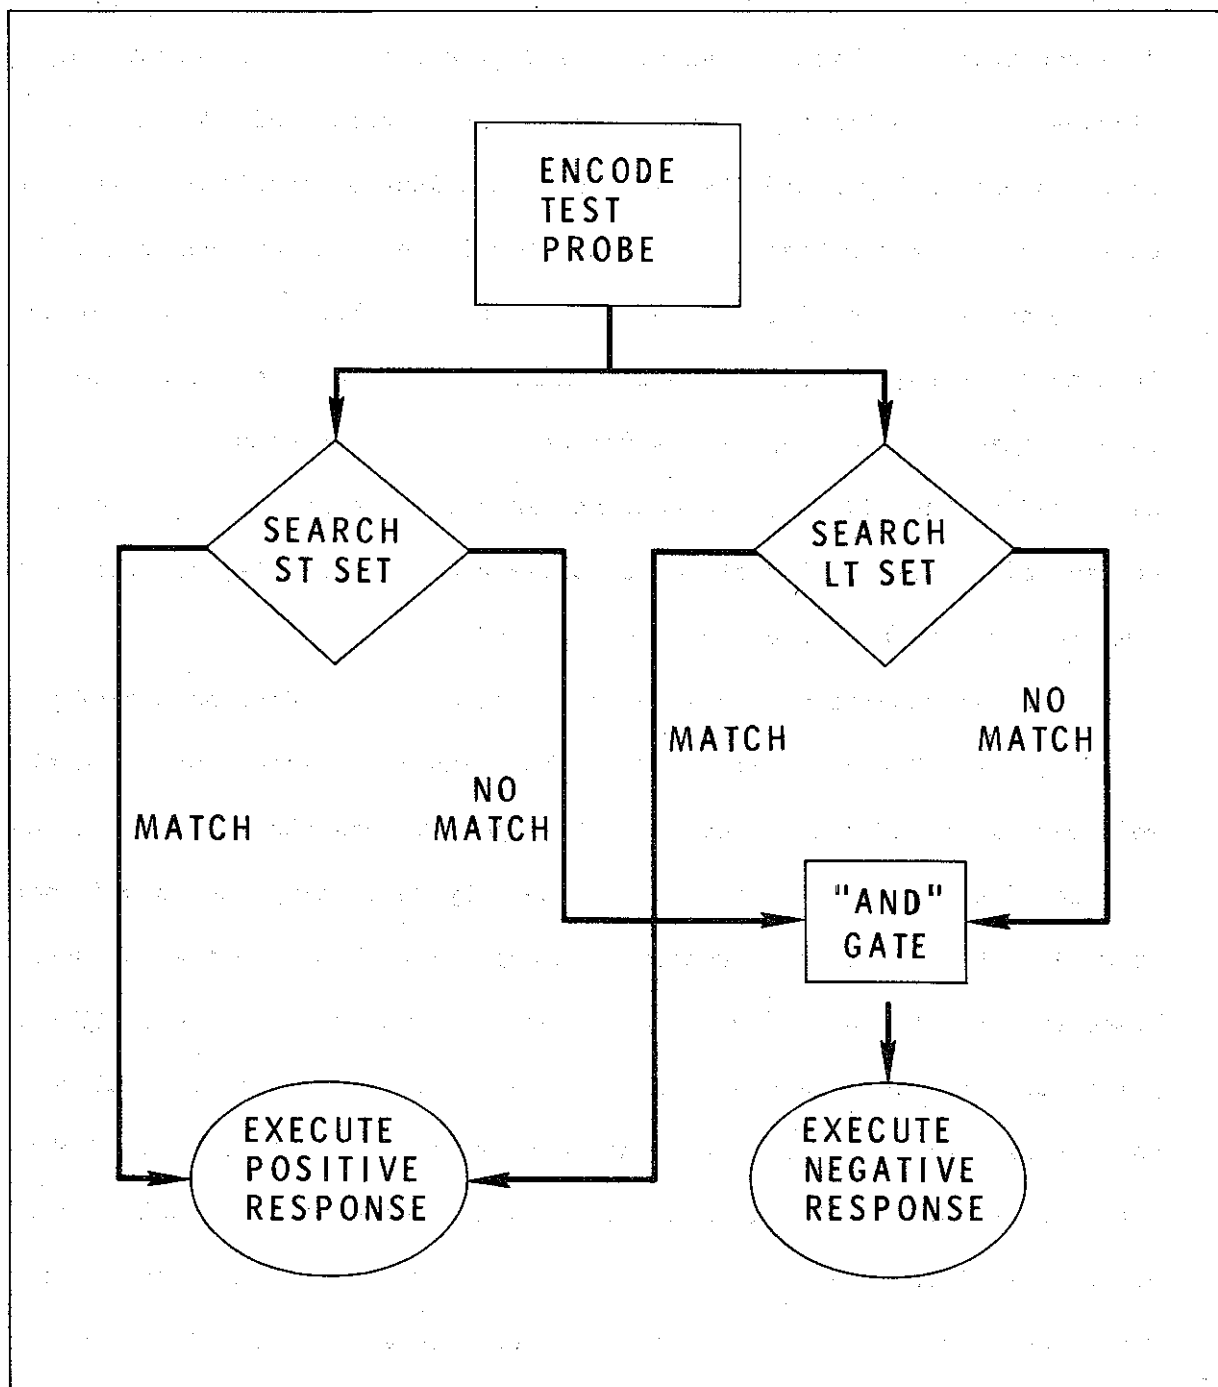 ENCODE
TEST
PROBE
SEARCH
ST SET
SEARCH
LT SET
MATCH
NO
MATCH
MATCH
NO
MATCH
"AND"
GATE
EXECUTE
POSITIVE
RESPONSE
EXECUTE
NEGATIVE
RESPONSE